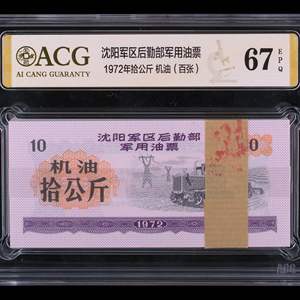 ACG
AI CANG GUARANTY
沈阳军区后勤部军用油票
1972年拾公斤 机油（百张）
67
EPQ
10
沈阳军区后勤部
军用油票
0
机油
拾公斤
1972